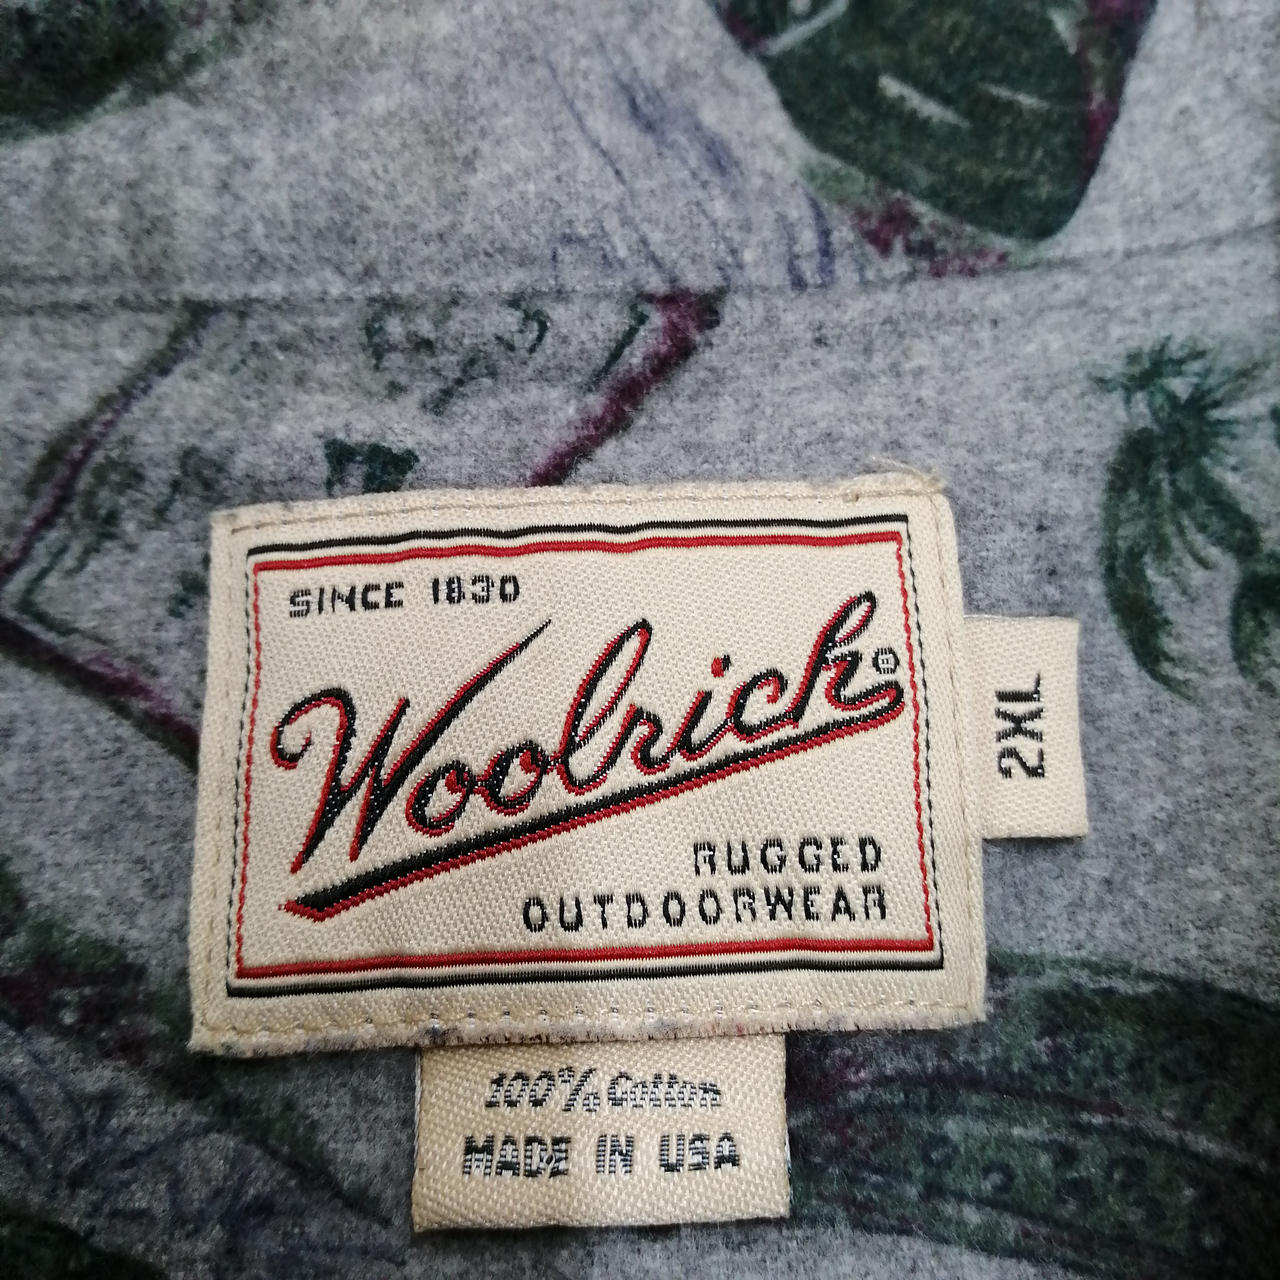 SINCE 1830
Woolrich®
RUGGED
OUTDOORWEAR
2XL
100% Cotton
MADE IN USA